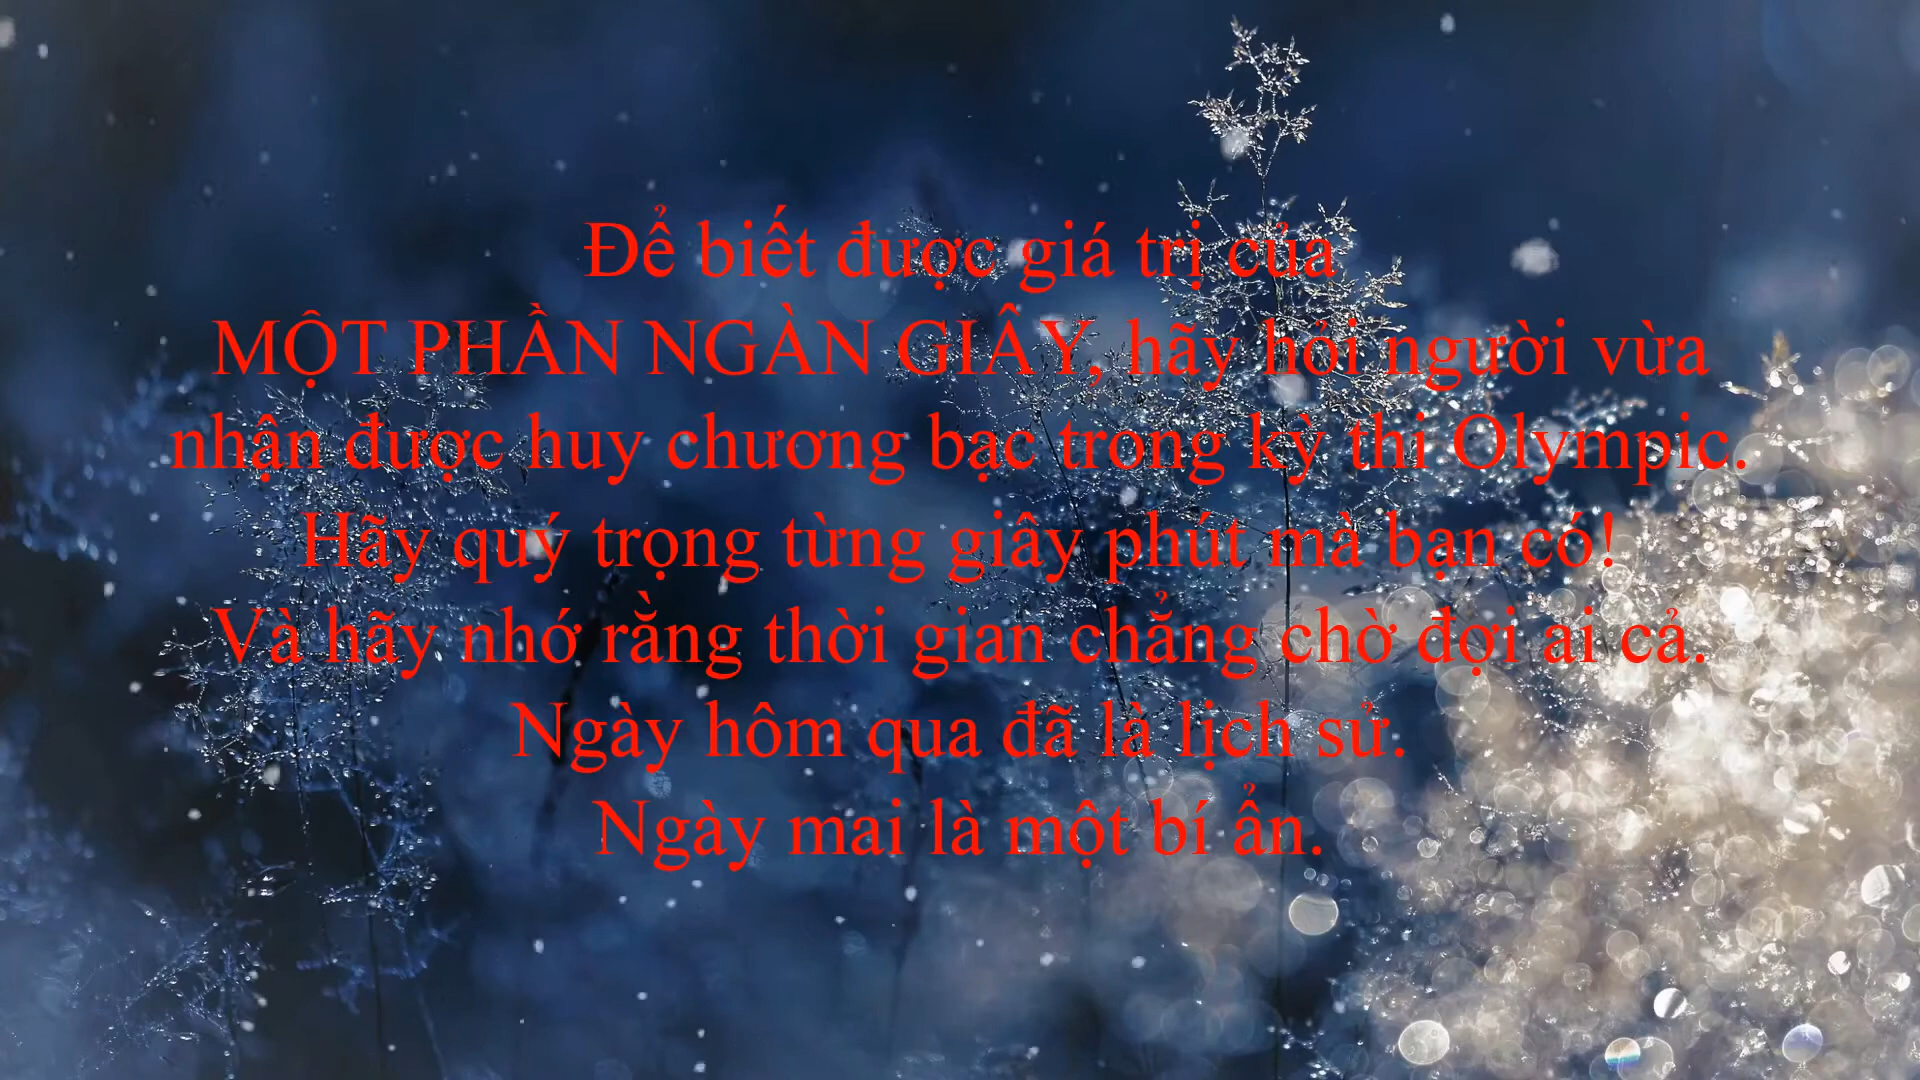 Để biết được giá trị của
MỘT PHẦN NGÀN GIÂY, hãy hỏi người vừa
nhận được huy chương bạc trong kỳ thi Olympic.
Hãy quý trọng từng giây phút mà bạn có!
Và hãy nhớ rằng thời gian chẳng chờ đợi ai cả.
Ngày hôm qua đã là lịch sử.
Ngày mai là một bí ẩn.